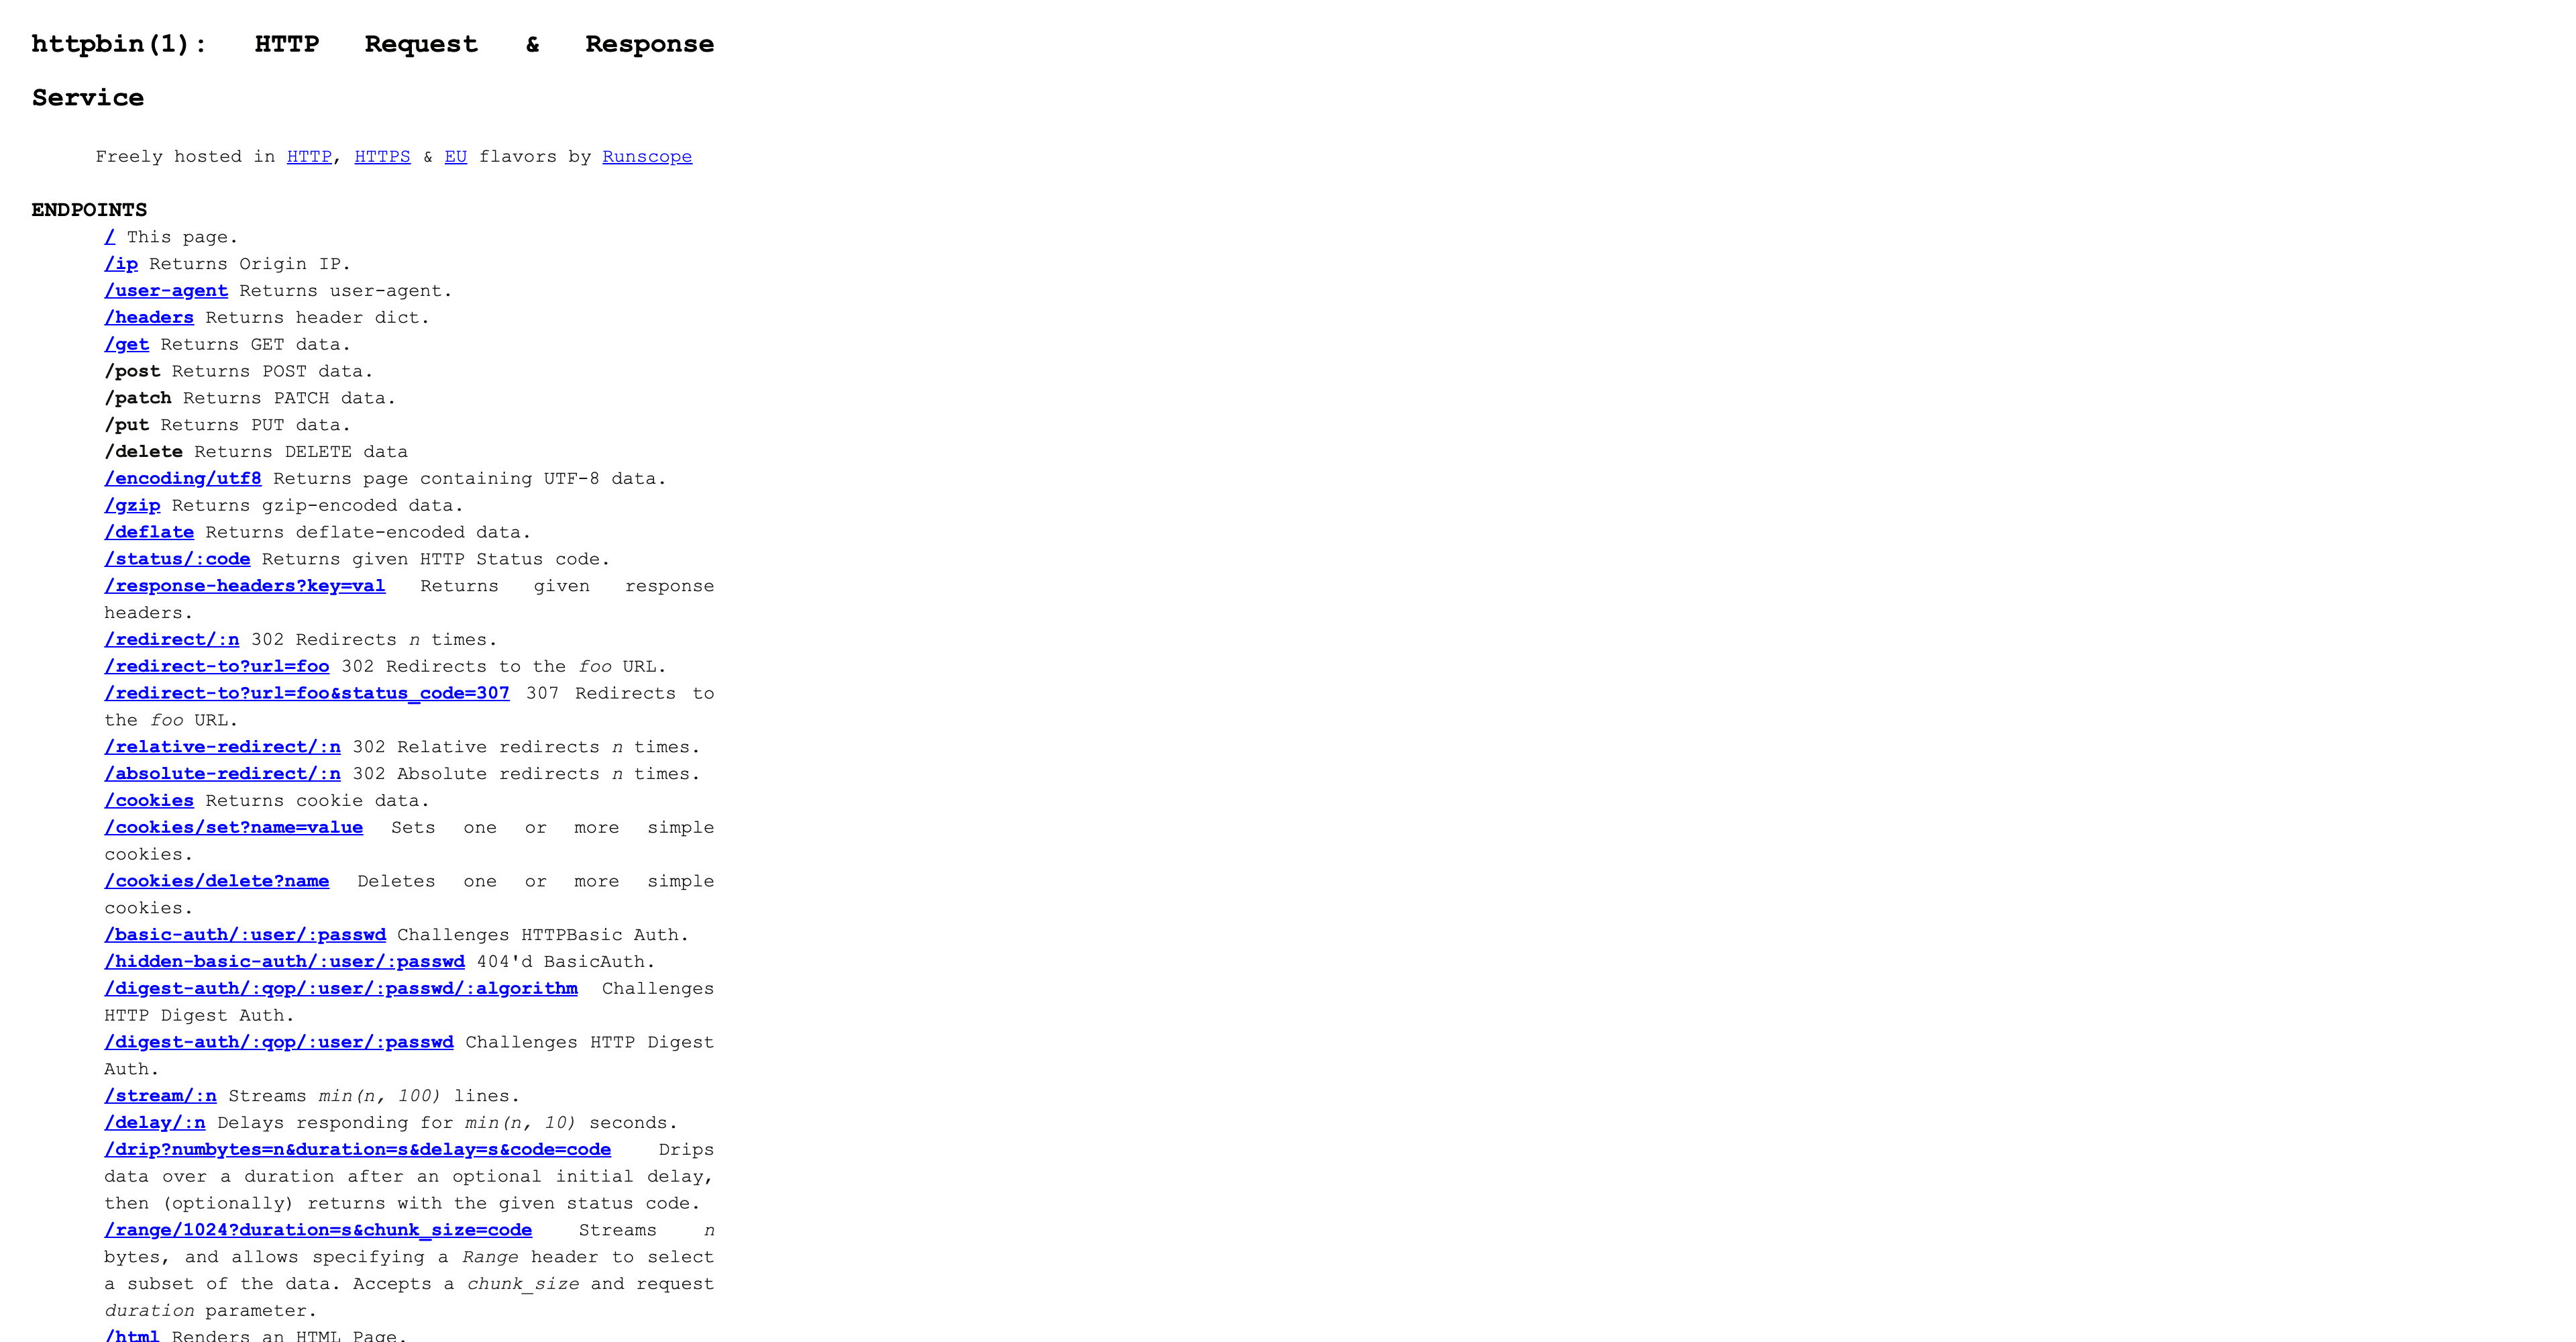 httpbin(1): HTTP Request & Response
Service
Freely hosted in HTTP, HTTPS & EU flavors by Runscope
ENDPOINTS
/ This page.
/ip Returns Origin IP.
/user-agent Returns user-agent.
/headers Returns header dict.
/get Returns GET data.
/post Returns POST data.
/patch Returns PATCH data.
/put Returns PUT data.
/delete Returns DELETE data
/encoding/utf8 Returns page containing UTF-8 data.
/gzip Returns gzip-encoded data.
/deflate Returns deflate-encoded data.
/status/:code Returns given HTTP Status code.
/response-headers?key=val Returns given response
headers.
/redirect/:n 302 Redirects n times.
/redirect-to?url=foo 302 Redirects to the foo URL.
/redirect-to?url=foo&status_code=307 307 Redirects to
the foo URL.
/relative-redirect/:n 302 Relative redirects n times.
/absolute-redirect/:n 302 Absolute redirects n times.
/cookies Returns cookie data.
/cookies/set?name=value Sets one or more simple
cookies.
/cookies/delete?name Deletes one or more simple
cookies.
/basic-auth/:user/:passwd Challenges HTTPBasic Auth.
/hidden-basic-auth/:user/:passwd 404'd BasicAuth.
/digest-auth/:qop/:user/:passwd/:algorithm Challenges
HTTP Digest Auth.
/digest-auth/:qop/:user/:passwd Challenges HTTP Digest
Auth.
/stream/:n Streams min(n, 100) lines.
/delay/:n Delays responding for min(n, 10) seconds.
/drip?numbytes=n&duration=s&delay=s&code=code Drips
data over a duration after an optional initial delay,
then (optionally) returns with the given status code.
/range/1024?duration=s&chunk_size=code Streams n
bytes, and allows specifying a Range header to select
a subset of the data. Accepts a chunk_size and request
duration parameter.
/html Renders an HTML Page.